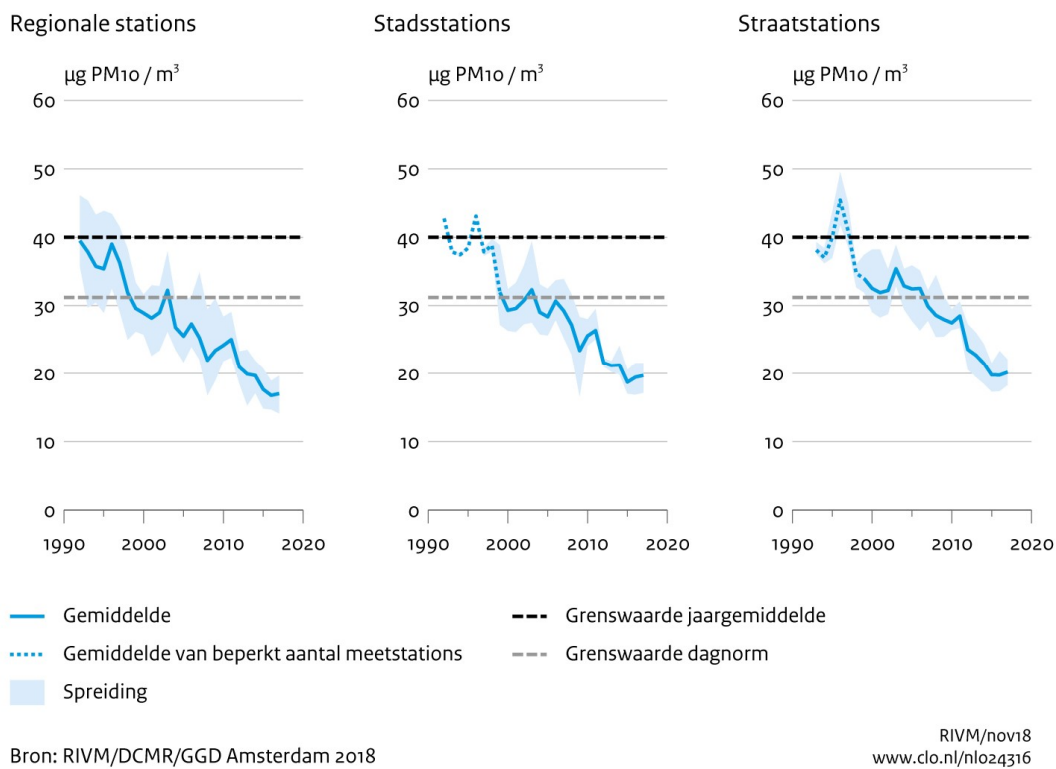 Regionale stations
µg PM10 / m³
60
50
40
30
20
10
0
1990 2000 2010 2020
Stadsstations
µg PM10 / m³
60
50
40
30
20
10
0
1990 2000 2010 2020
Straatstations
µg PM10 / m³
60
50
40
30
20
10
0
1990 2000 2010 2020
Gemiddelde
Gemiddelde van beperkt aantal meetstations
Spreiding
Grenswaarde jaargemiddelde
Grenswaarde dagnorm
Bron: RIVM/DCMR/GGD Amsterdam 2018
RIVM/nov18
www.clo.nl/nl024316